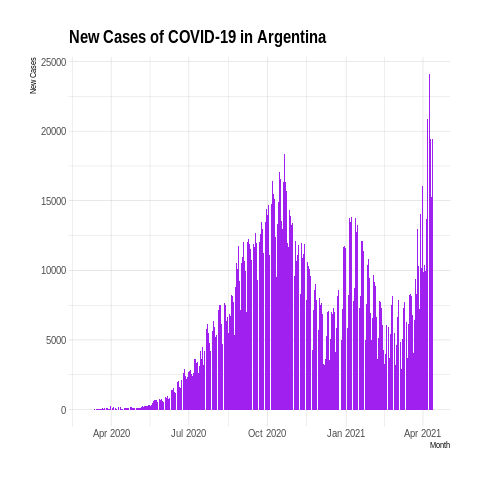 New Cases of COVID-19 in Argentina
New Cases
25000
20000
15000
10000
5000
0
Apr 2020 Jul 2020 Oct 2020 Jan 2021 Apr 2021
Month